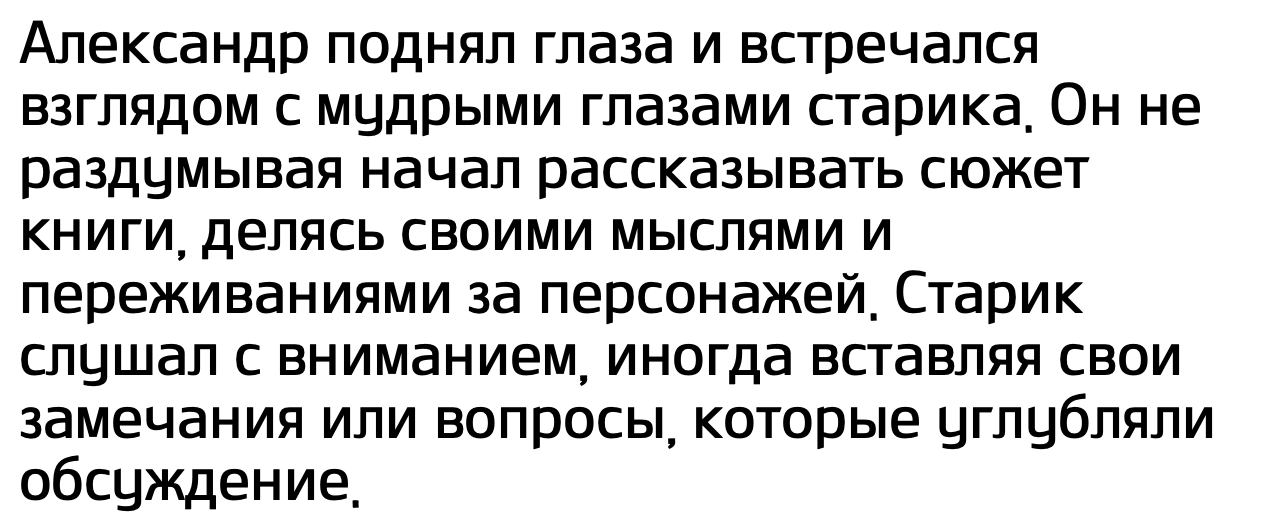 Александр поднял глаза и встречался
взглядом с мудрыми глазами старика. Он не
раздумывая начал рассказывать сюжет
книги, делясь своими мыслями и
переживаниями за персонажей. Старик
слушал с вниманием, иногда вставляя свои
замечания или вопросы, которые углубляли
обсуждение.